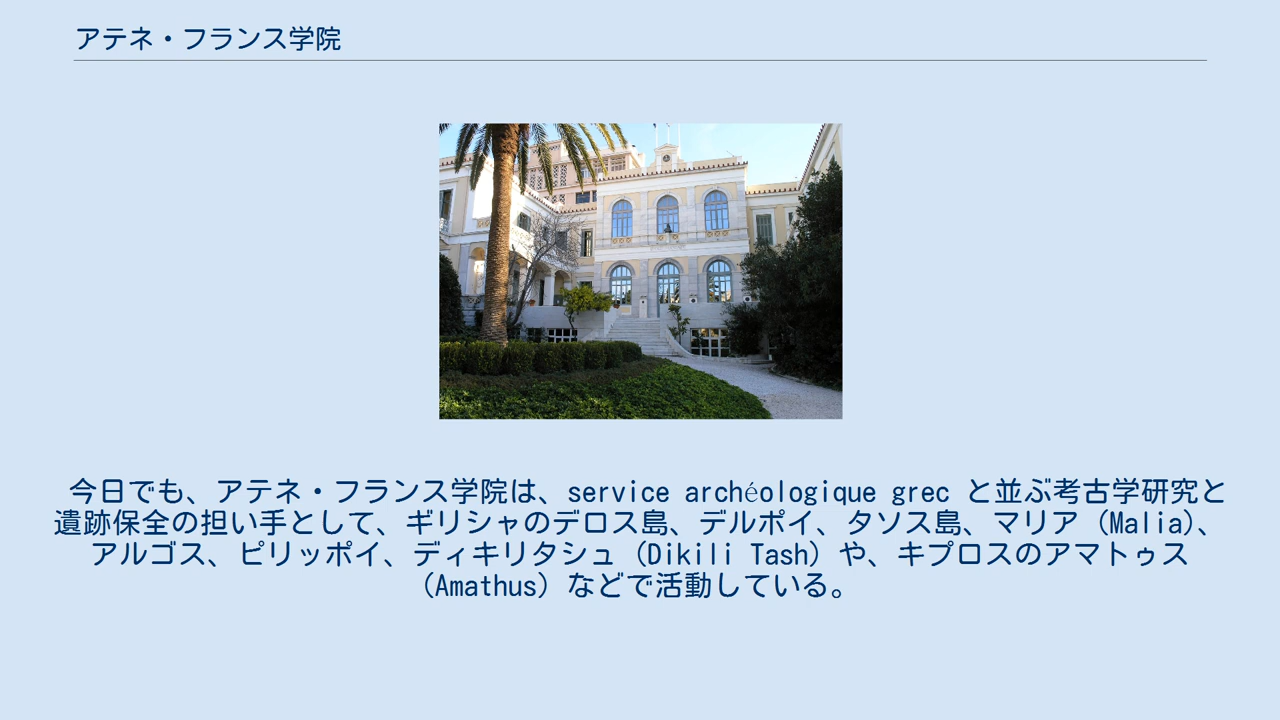 アテネ・フランス学院
今日でも、アテネ・フランス学院は、service archéologique grec と並ぶ考古学研究と
遺跡保全の担い手として、ギリシャのデロス島、デルポイ、タソス島、マリア (Malia)、
アルゴス、ピリッポイ、ディキリタシュ (Dikili Tash) や、キプロスのアマトゥス
(Amathus) などで活動している。